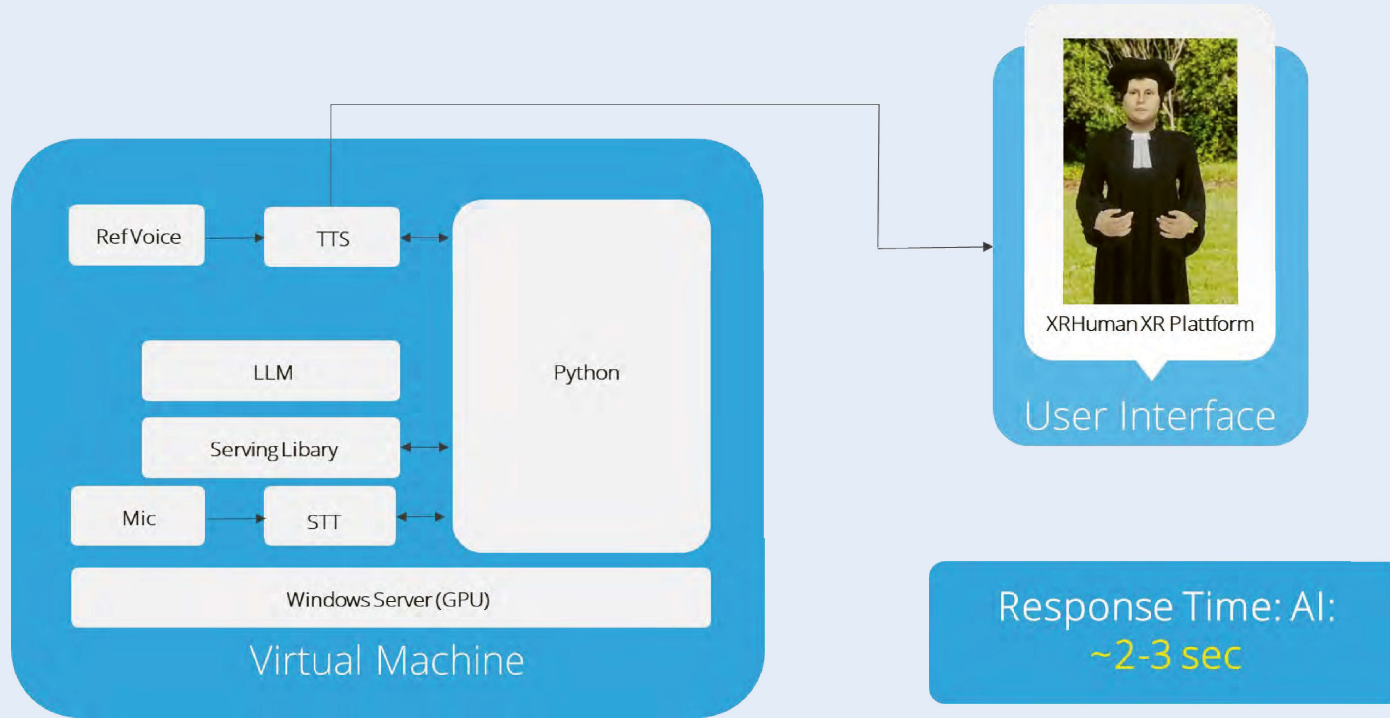 Ref Voice
TTS
LLM
Python
Serving Libary
Mic
STT
Windows Server (GPU)
Virtual Machine
XRHuman XR Plattform
User Interface
Response Time: AI:
~2-3 sec